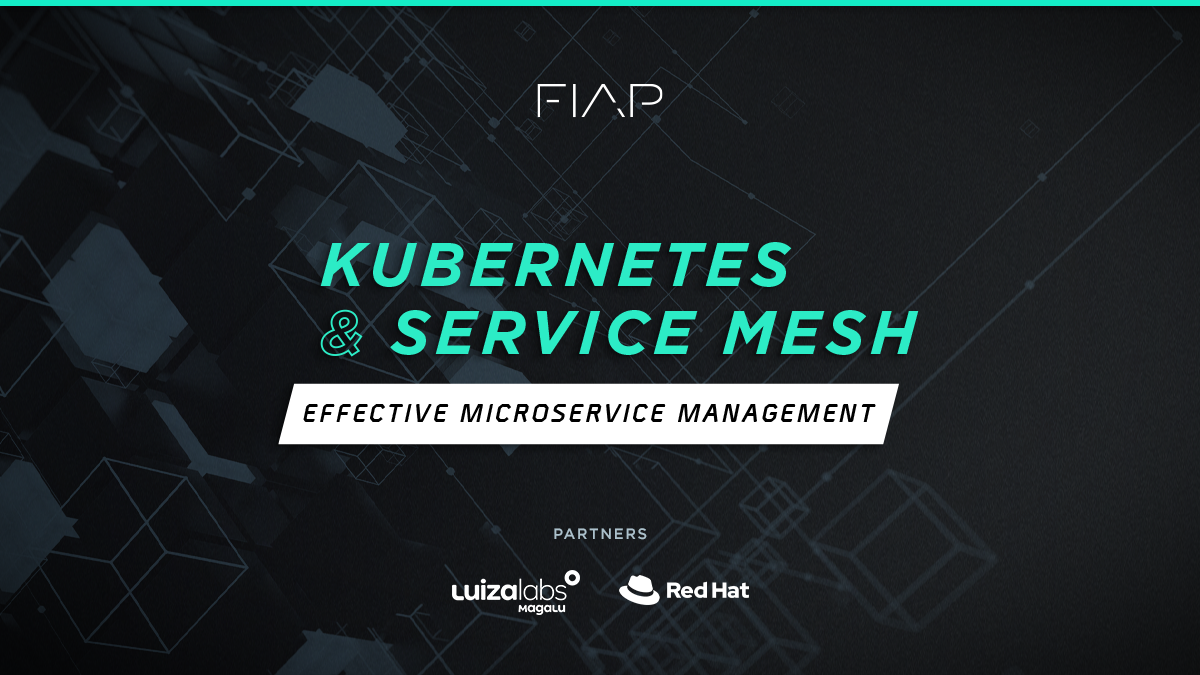 FIAP
KUBERNETES
& SERVICE MESH
EFFECTIVE MICROSERVICE MANAGEMENT
PARTNERS
Luizalabs
Magalu
Red Hat